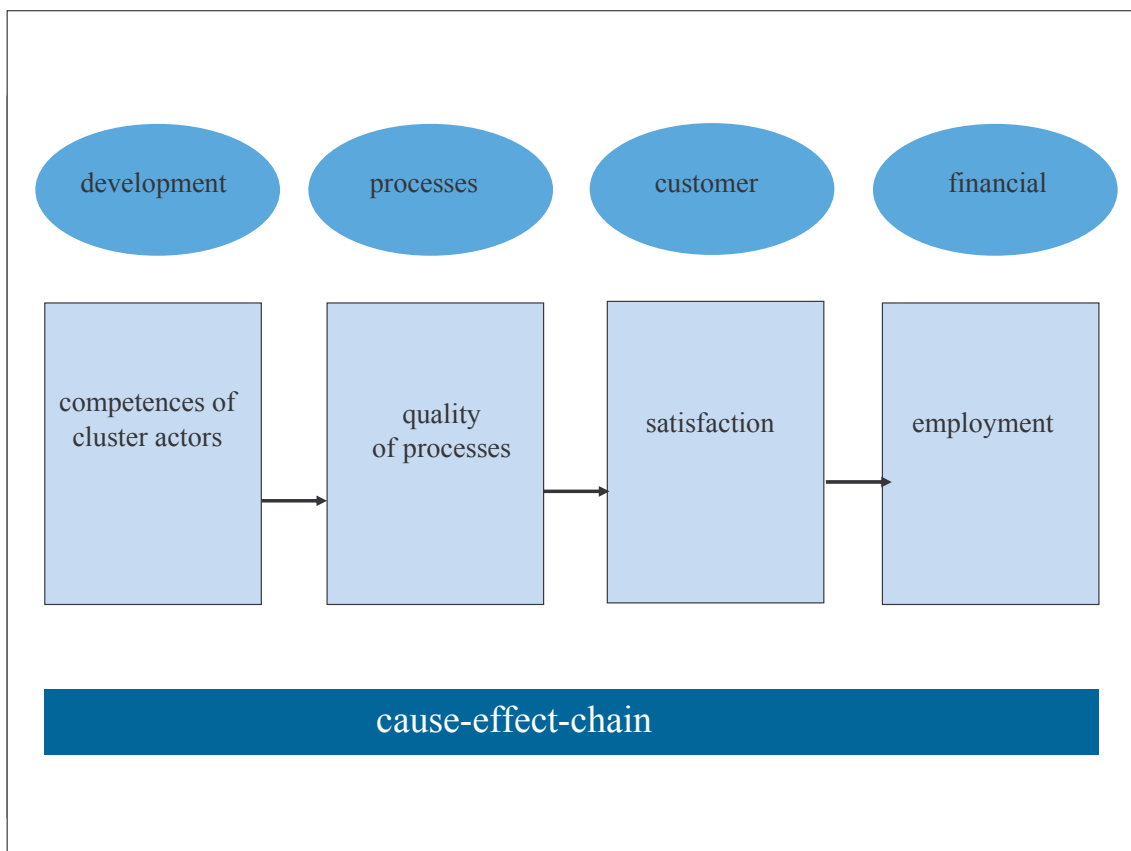 development
processes
customer
financial
competences of
cluster actors
quality
of processes
satisfaction
employment
cause-effect-chain